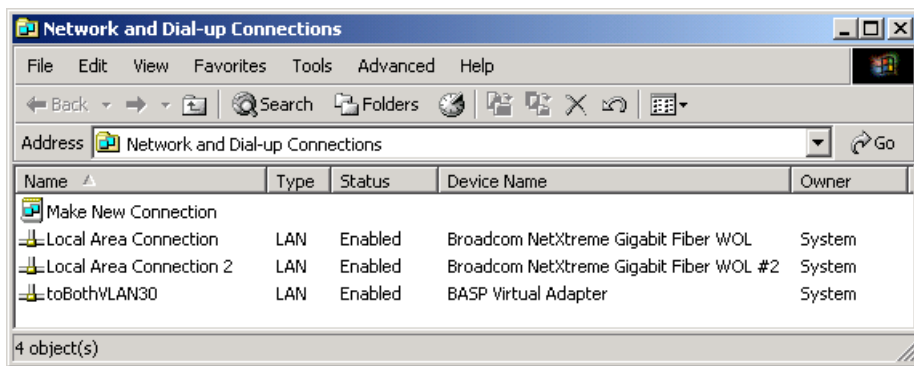 Network and Dial-up Connections
File Edit View Favorites Tools Advanced Help
Back Search Folders
Address Network and Dial-up Connections Go
Name Type Status Device Name Owner
Make New Connection
Local Area Connection LAN Enabled Broadcom NetXtreme Gigabit Fiber WOL System
Local Area Connection 2 LAN Enabled Broadcom NetXtreme Gigabit Fiber WOL #2 System
toBothVLAN30 LAN Enabled BASP Virtual Adapter System
4 object(s)